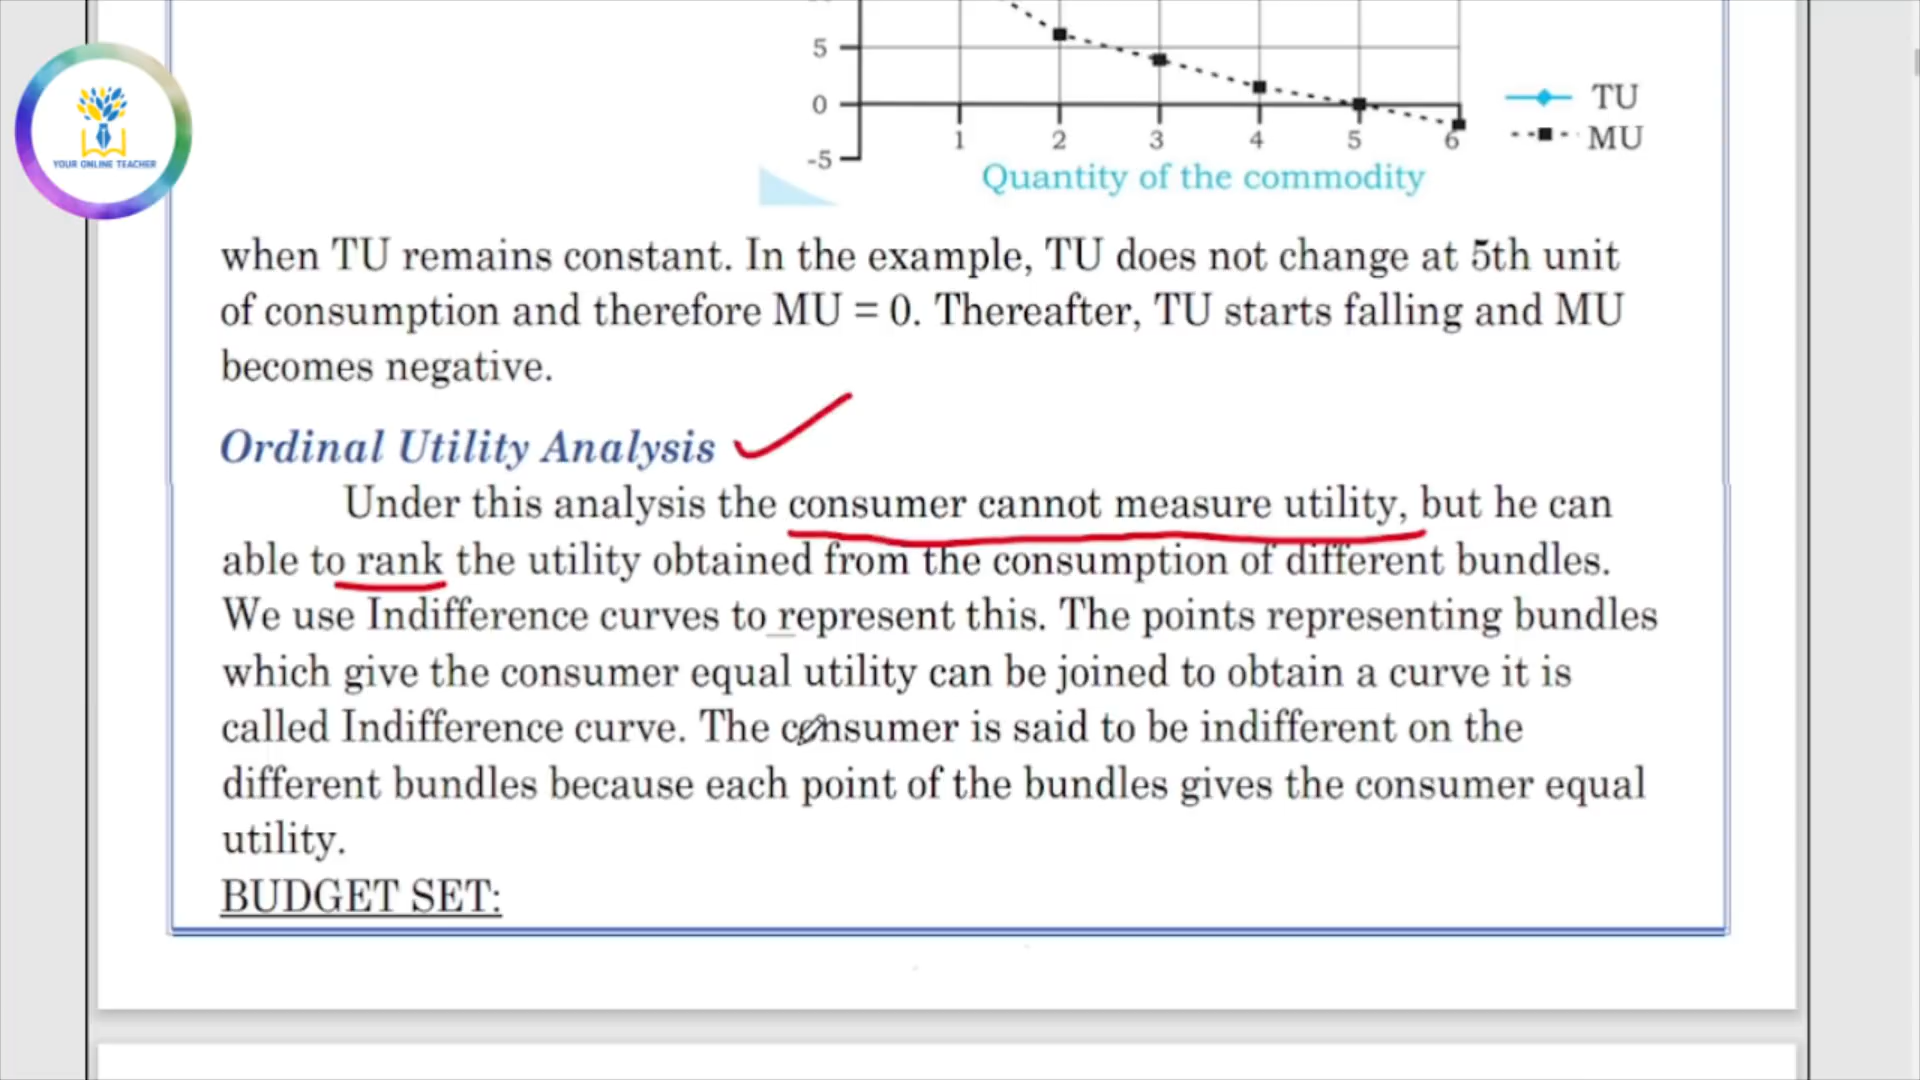 5
0
-5
1 2 3 4 5 6
TU
MU
Quantity of the commodity
YOUR ONLINE TEACHER
when TU remains constant. In the example, TU does not change at 5th unit
of consumption and therefore MU = 0. Thereafter, TU starts falling and MU
becomes negative.
Ordinal Utility Analysis
Under this analysis the consumer cannot measure utility, but he can
able to rank the utility obtained from the consumption of different bundles.
We use Indifference curves to represent this. The points representing bundles
which give the consumer equal utility can be joined to obtain a curve it is
called Indifference curve. The consumer is said to be indifferent on the
different bundles because each point of the bundles gives the consumer equal
utility.
BUDGET SET: